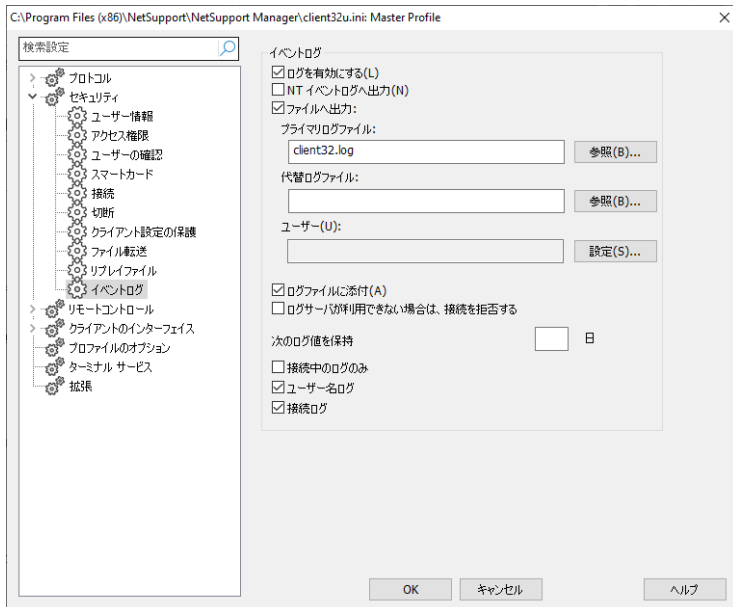 C:\Program Files (x86)\NetSupport\NetSupport Manager\client32u.ini: Master Profile
検索設定
プロトコル
セキュリティ
ユーザー情報
アクセス権限
ユーザーの確認
スマートカード
接続
切断
クライアント設定の保護
ファイル転送
リプレイファイル
イベントログ
リモートコントロール
クライアントのインターフェイス
プロファイルのオプション
ターミナル サービス
拡張
イベントログ
ログを有効にする(L)
NT イベントログへ出力(N)
ファイルへ出力:
プライマリログファイル:
client32.log
参照(B)...
代替ログファイル:
参照(B)...
ユーザー(U):
設定(S)...
ログファイルに添付(A)
ログサーバが利用できない場合は、接続を拒否する
次のログ値を保持 日
接続中のログのみ
ユーザー名ログ
接続ログ
OK キャンセル ヘルプ